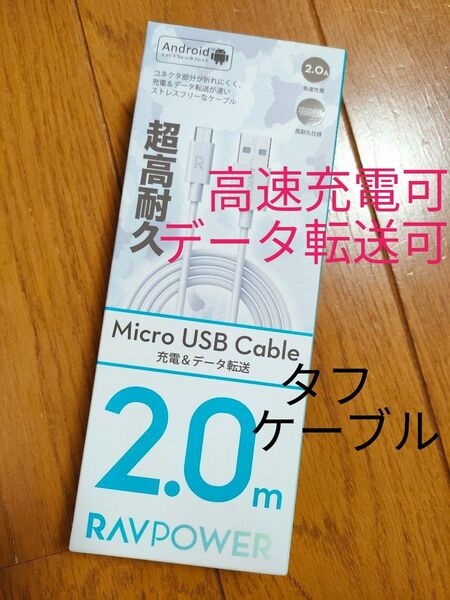 Android
スマートフォン/タブレット
2.0A
急速充電
コネクタ部分が折れにくく、
充電&データ転送が速い
ストレスフリーなケーブル
高耐久仕様
超高耐久
R
高速充電可
データ転送可
Micro USB Cable
充電&データ転送
タフ
ケーブル
2.0m
RAVPOWER